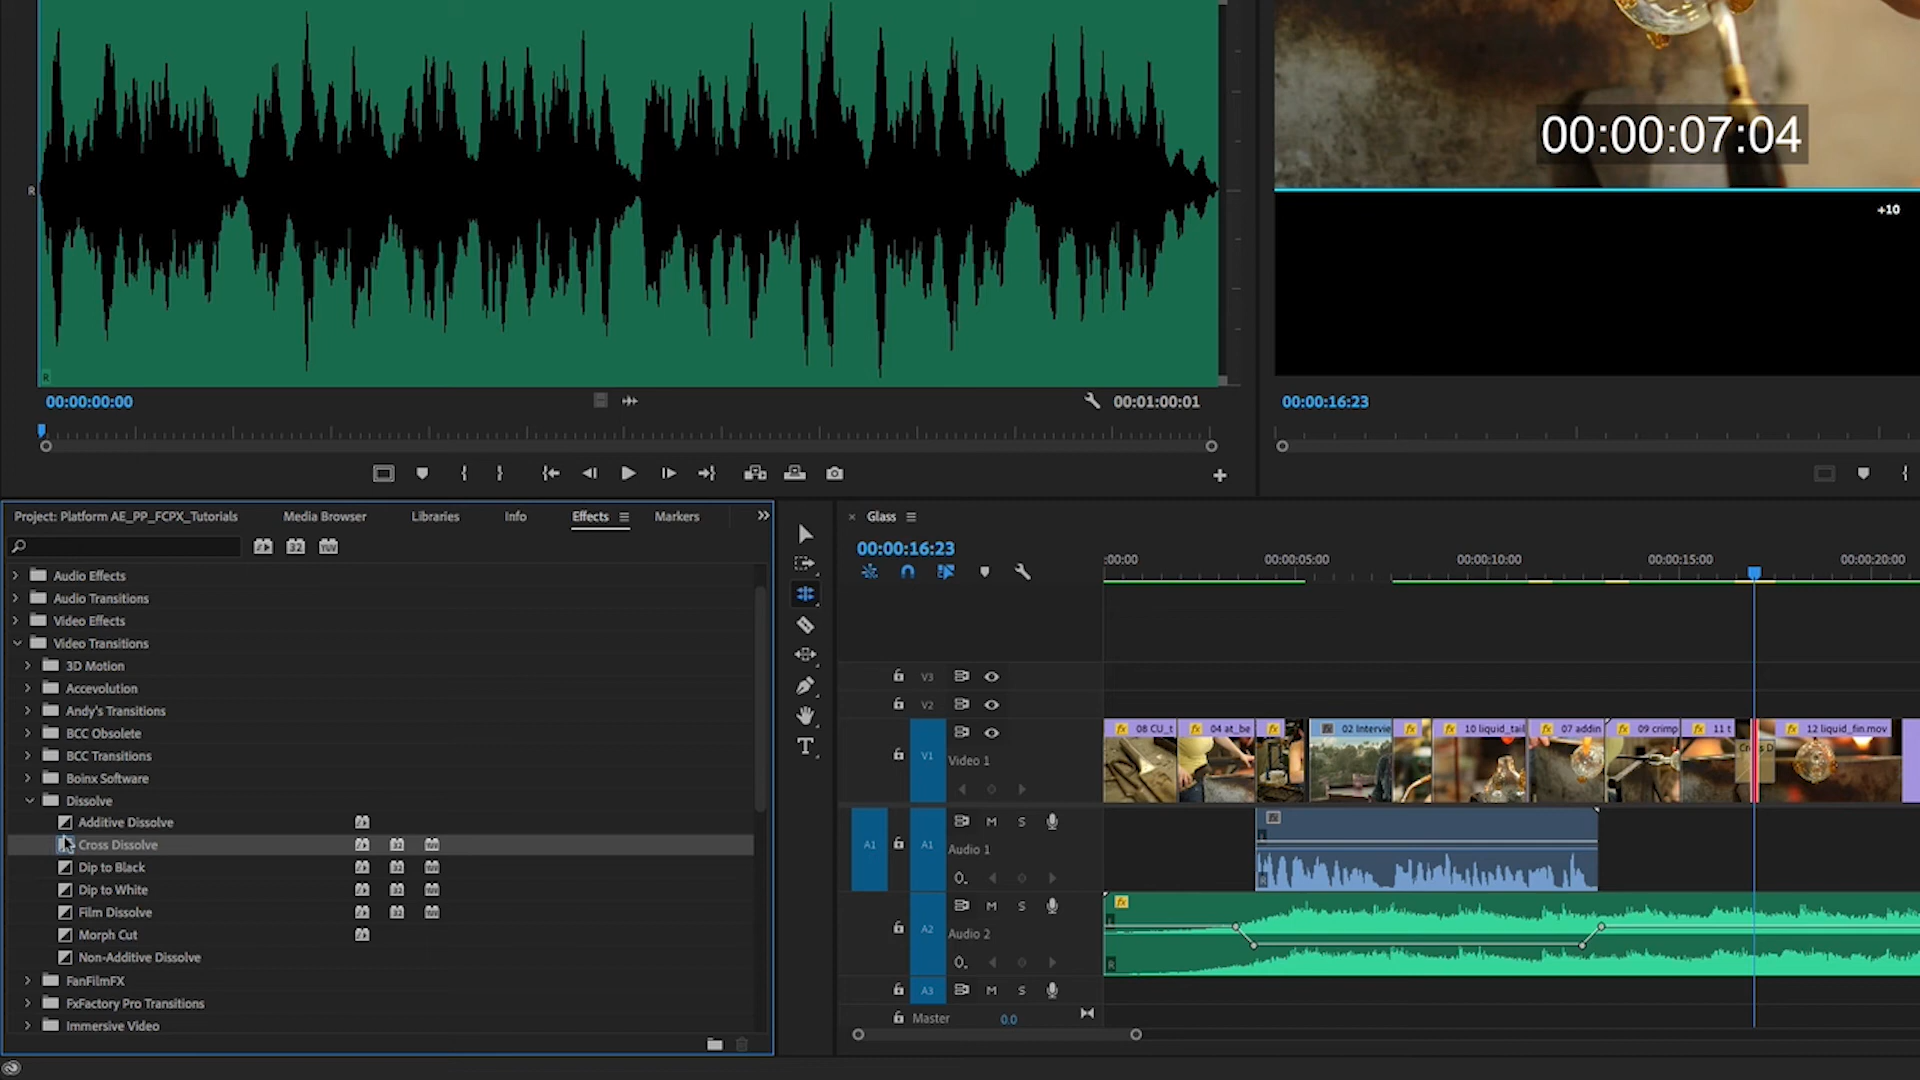 R
R
00:00:00:00
00:01:00:01
00:00:07:04
+10
00:00:16:23
Project: Platform AE_PP_FCPX_Tutorials
Media Browser
Libraries
Info
Effects
Markers
32
YUV
Audio Effects
Audio Transitions
Video Effects
Video Transitions
3D Motion
Accevolution
Andy's Transitions
BCC Obsolete
BCC Transitions
Boinx Software
Dissolve
Additive Dissolve
Cross Dissolve
Dip to Black
Dip to White
Film Dissolve
Morph Cut
Non-Additive Dissolve
FanFilmFX
FxFactory Pro Transitions
Immersive Video
Glass
00:00:16:23
:00:00
00:00:05:00
00:00:10:00
00:00:15:00
00:00:20:00
V3
V2
V1
Video 1
08 CU_t
04 at_be
02 Intervie
10 liquid_tail
07 addin
09 crimp
11 t
12 liquid_fin.mov
A1
A1
M
S
Audio 1
A2
M
S
Audio 2
A3
M
S
Master
0.0